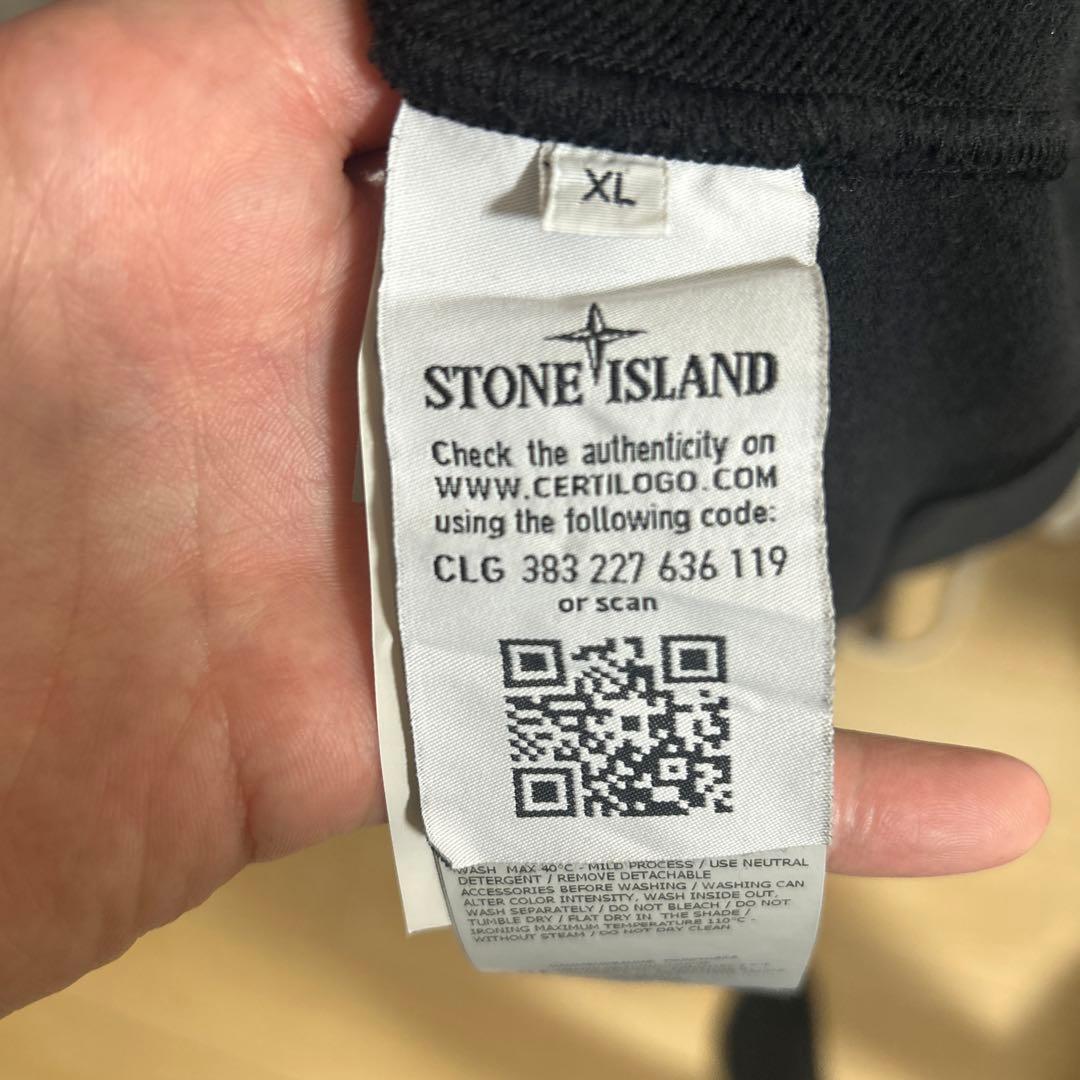 XL
STONE ISLAND
Check the authenticity on
WWW.CERTILOGO.COM
using the following code:
CLG 383 227 636 119
or scan
WASH MAX 40°C - MILD PROCESS / USE NEUTRAL
DETERGENT / REMOVE DETACHABLE
ACCESSORIES BEFORE WASHING / WASHING CAN
ALTER COLOR INTENSITY. WASH INSIDE OUT.
WASH SEPARATELY / DO NOT BLEACH / DO NOT
TUMBLE DRY / FLAT DRY IN THE SHADE /
IRONING MAXIMUM TEMPERATURE 110°C -
WITHOUT STEAM / DO NOT DRY CLEAN